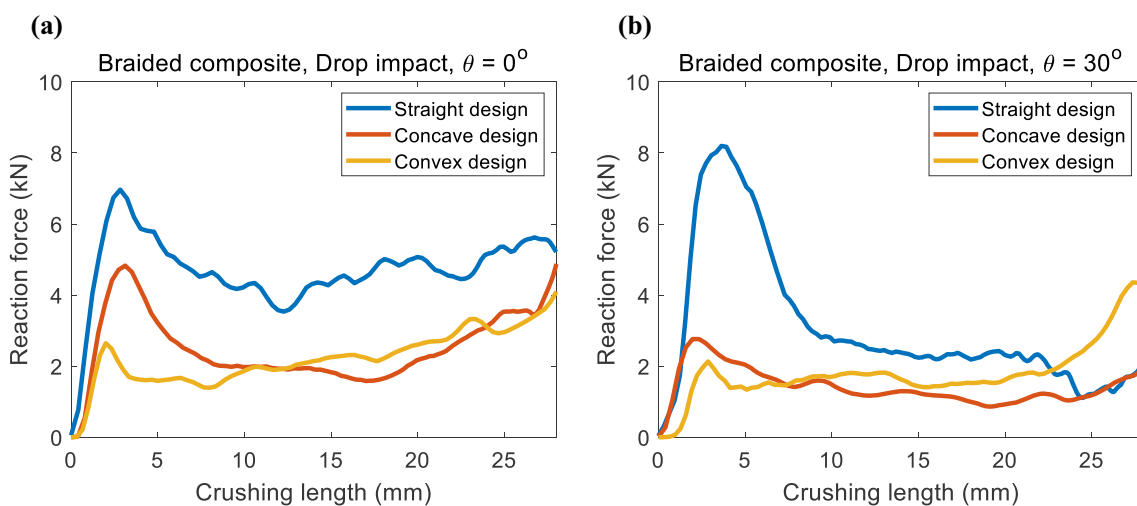 (a)
Braided composite, Drop impact, θ = 0°
Reaction force (kN)
10
8
6
4
2
0
Straight design
Concave design
Convex design
0 5 10 15 20 25
Crushing length (mm)
(b)
Braided composite, Drop impact, θ = 30°
Reaction force (kN)
10
8
6
4
2
0
Straight design
Concave design
Convex design
0 5 10 15 20 25
Crushing length (mm)